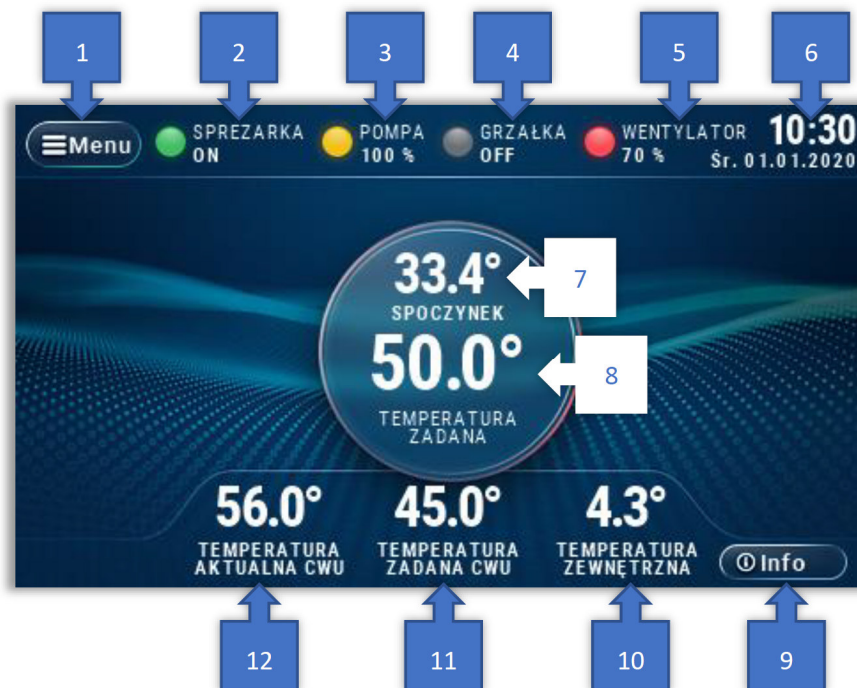 1
2
3
4
5
6
Menu
SPREZARKA
ON
POMPA
100 %
GRZAŁKA
OFF
WENTYLATOR
70 %
10:30
Śr. 01.01.2020
33.4°
7
SPOCZYNEK
50.0°
8
TEMPERATURA
ZADANA
56.0°
TEMPERATURA
AKTUALNA CWU
45.0°
TEMPERATURA
ZADANA CWU
4.3°
TEMPERATURA
ZEWNĘTRZNA
Info
12
11
10
9